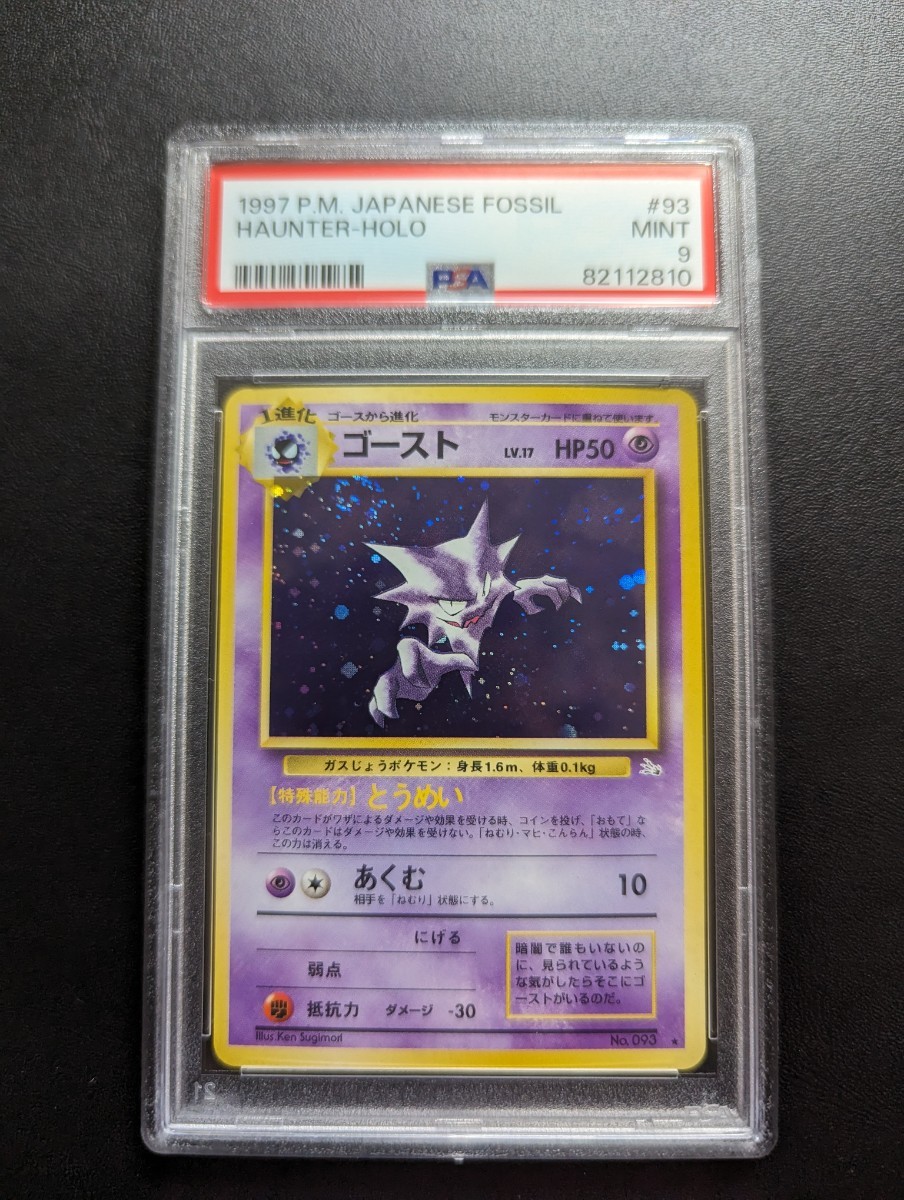 1997 P.M. JAPANESE FOSSIL #93
HAUNTER-HOLO MINT
9
PSA 82112810
1進化 ゴースから進化 モンスターカードに重ねて使います。
ゴースト LV.17 HP50
ガスじょうポケモン：身長1.6m、体重0.1kg
【特殊能力】とうめい
このカードがワザによるダメージや効果を受ける時、コインを投げ、「おもて」な
らこのカードはダメージや効果を受けない。「ねむり・マヒ・こんらん」状態の時、
この力は消える。
あくむ 10
相手を「ねむり」状態にする。
にげる
弱点
抵抗力 ダメージ -30
暗闇で誰もいないの
に、見られているよう
な気がしたらそこにゴ
ーストがいるのだ。
Illus.Ken Sugimori No. 093 ★